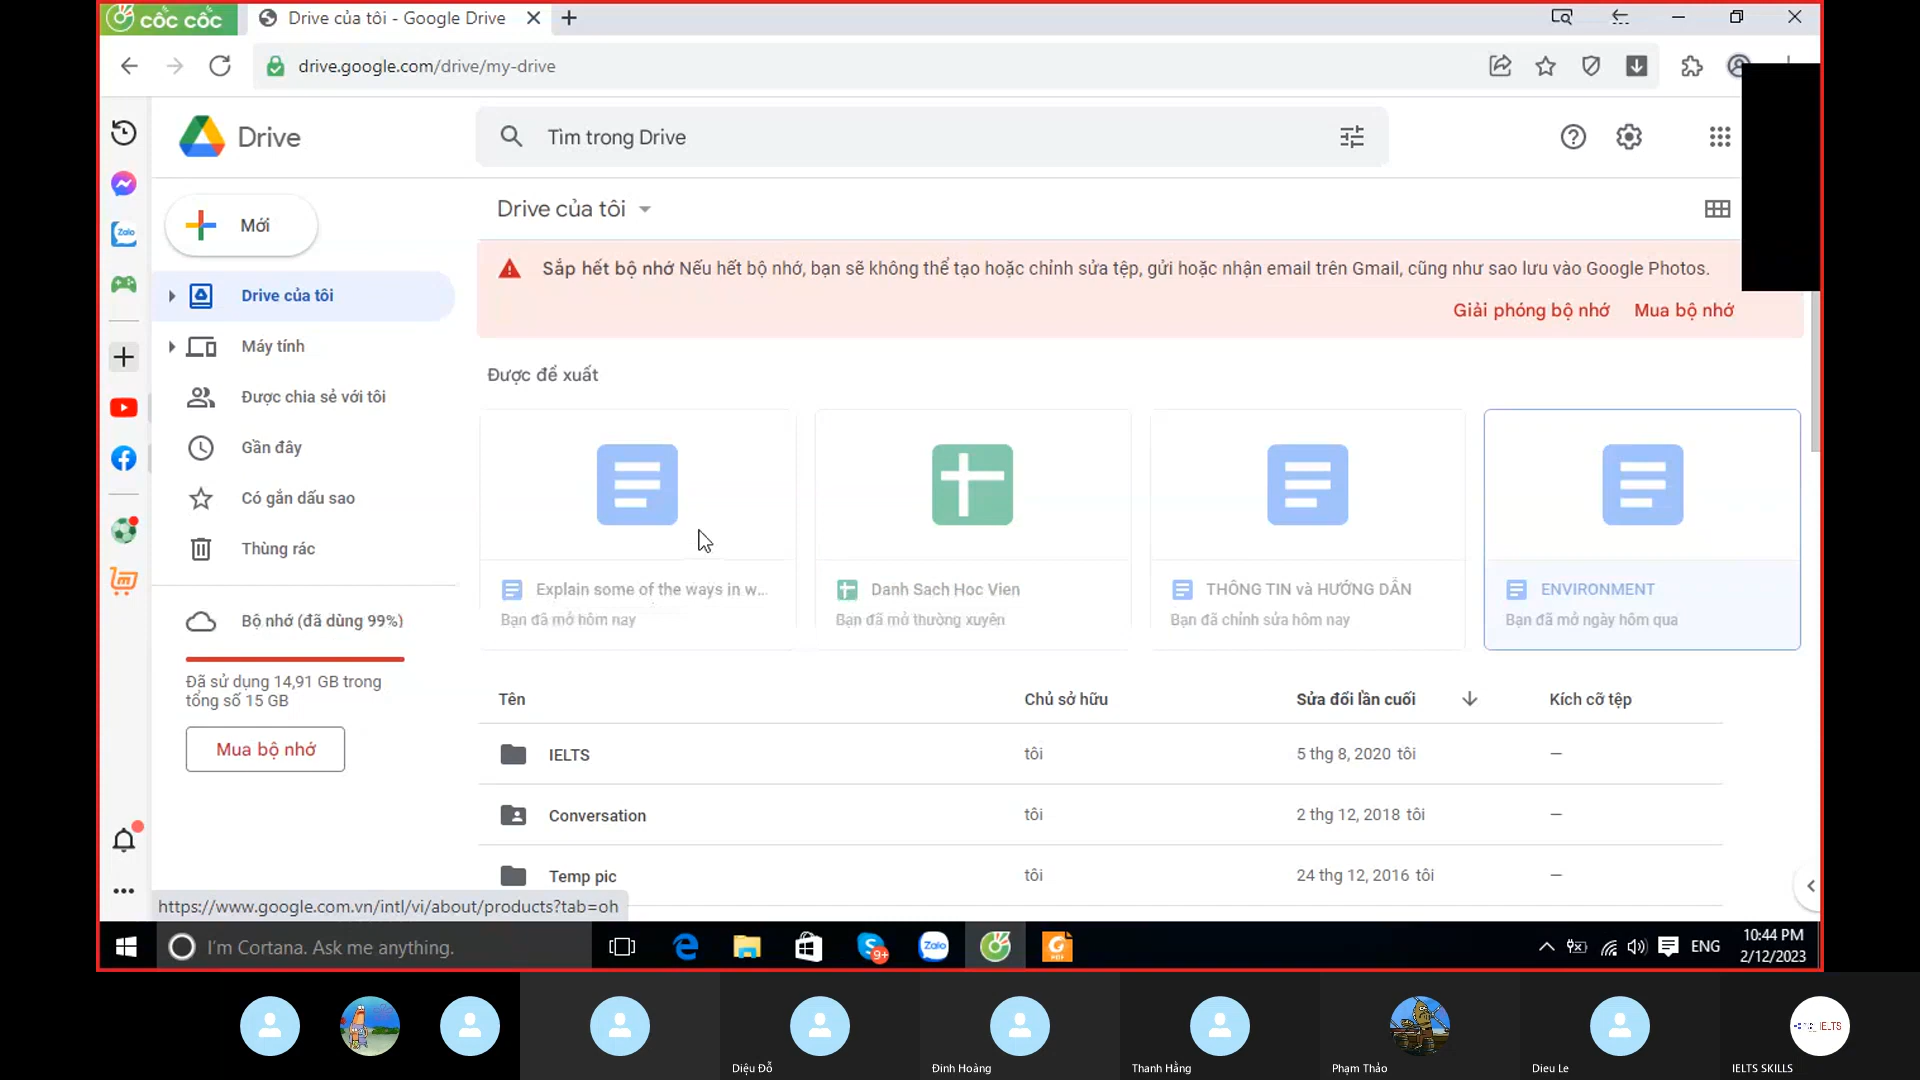 cốc cốc
Drive của tôi - Google Drive
drive.google.com/drive/my-drive
Drive
Tìm trong Drive
Mới
Drive của tôi
Máy tính
Được chia sẻ với tôi
Gần đây
Có gắn dấu sao
Thùng rác
Bộ nhớ (đã dùng 99%)
Đã sử dụng 14,91 GB trong
tổng số 15 GB
Mua bộ nhớ
Drive của tôi
Sắp hết bộ nhớ Nếu hết bộ nhớ, bạn sẽ không thể tạo hoặc chỉnh sửa tệp, gửi hoặc nhận email trên Gmail, cũng như sao lưu vào Google Photos.
Giải phóng bộ nhớ Mua bộ nhớ
Được đề xuất
Explain some of the ways in w...
Bạn đã mở hôm nay
Danh Sach Hoc Vien
Bạn đã mở thường xuyên
THÔNG TIN và HƯỚNG DẪN
Bạn đã chỉnh sửa hôm nay
ENVIRONMENT
Bạn đã mở ngày hôm qua
Tên Chủ sở hữu Sửa đổi lần cuối Kích cỡ tệp
IELTS tôi 5 thg 8, 2020 tôi —
Conversation tôi 2 thg 12, 2018 tôi —
Temp pic tôi 24 thg 12, 2016 tôi —
https://www.google.com.vn/intl/vi/about/products?tab=oh
Zalo
I'm Cortana. Ask me anything.
9+
Zalo
PDF
ENG
10:44 PM
2/12/2023
Diệu Đỗ
Đinh Hoàng
Thanh Hằng
Phạm Thảo
Dieu Le
IELTS SKILLS